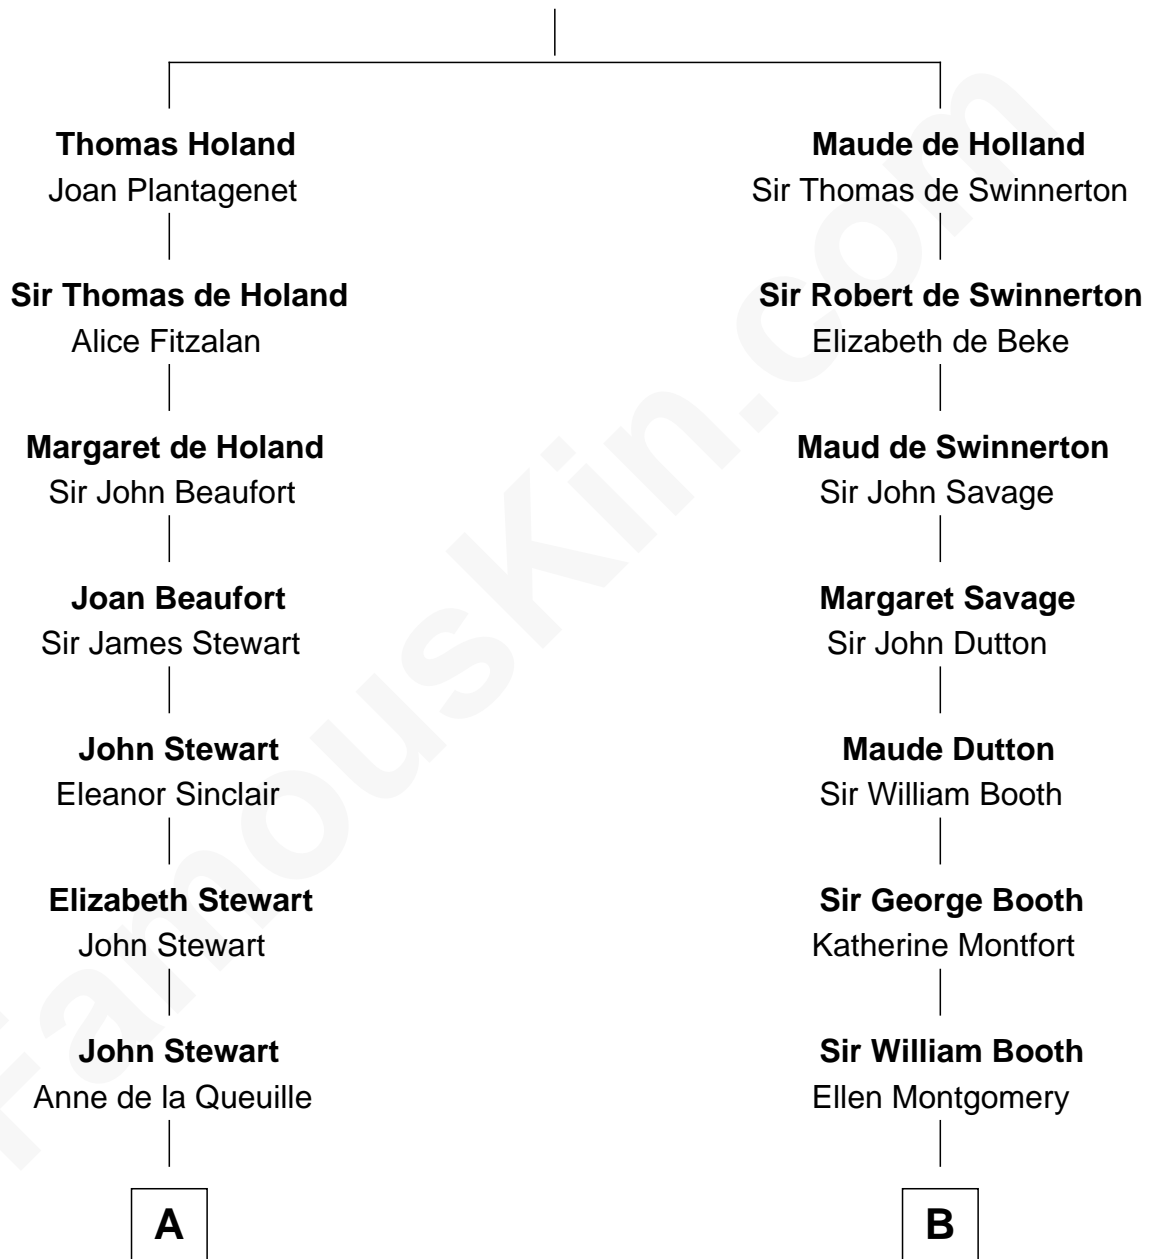 Thomas Holand
Joan Plantagenet
Maude de Holland
Sir Thomas de Swinnerton
Sir Thomas de Holand
Alice Fitzalan
Sir Robert de Swinnerton
Elizabeth de Beke
Margaret de Holand
Sir John Beaufort
Maud de Swinnerton
Sir John Savage
Joan Beaufort
Sir James Stewart
Margaret Savage
Sir John Dutton
John Stewart
Eleanor Sinclair
Maude Dutton
Sir William Booth
Elizabeth Stewart
John Stewart
Sir George Booth
Katherine Montfort
John Stewart
Anne de la Queuille
Sir William Booth
Ellen Montgomery
A
B
FamousKin.com